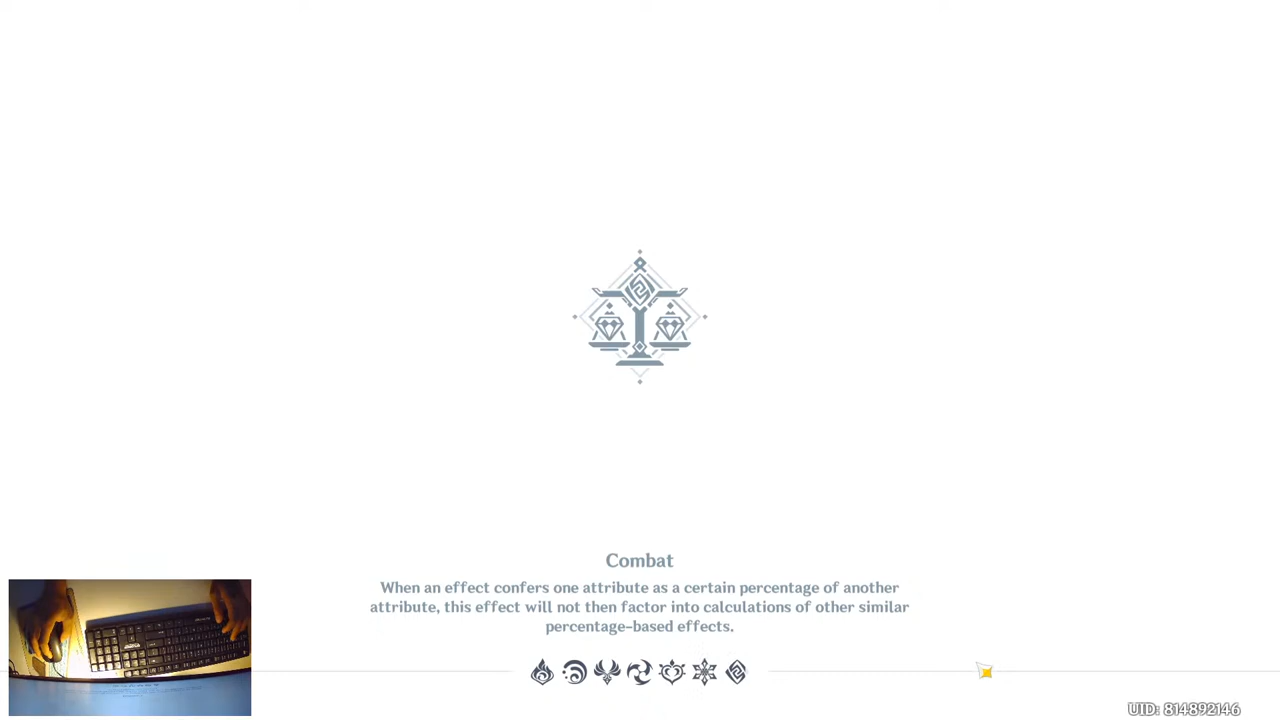 Combat
When an effect confers one attribute as a certain percentage of another
attribute, this effect will not then factor into calculations of other similar
percentage-based effects.
UID: 814892146